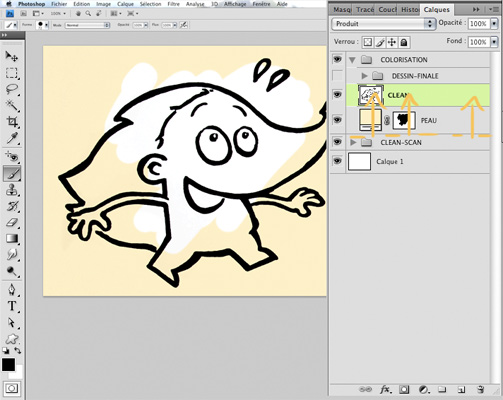 Photoshop Fichier Edition Image Calque Sélection Filtre Analyse 3D Affichage Fenêtre Aide
Masq Tracé Coucl Histo Calques
Produit Opacité : 100%
Verrou : Fond : 100%
COLORISATION
DESSIN-FINALE
CLEAN
PEAU
CLEAN-SCAN
Calque 1